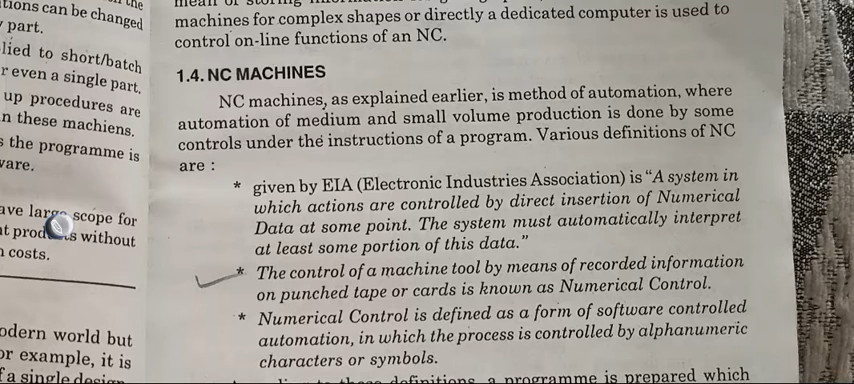 tions can be changed
part.
lied to short/batch
r even a single part.
up procedures are
n these machiens.
s the programme is
ware.
ave large scope for
t products without
costs.
odern world but
or example, it is
f a single design
machines for complex shapes or directly a dedicated computer is used to
control on-line functions of an NC.
1.4. NC MACHINES
NC machines, as explained earlier, is method of automation, where
automation of medium and small volume production is done by some
controls under the instructions of a program. Various definitions of NC
are :
* given by EIA (Electronic Industries Association) is “A system in
which actions are controlled by direct insertion of Numerical
Data at some point. The system must automatically interpret
at least some portion of this data.”
* The control of a machine tool by means of recorded information
on punched tape or cards is known as Numerical Control.
* Numerical Control is defined as a form of software controlled
automation, in which the process is controlled by alphanumeric
characters or symbols.
definitions, a programme is prepared which